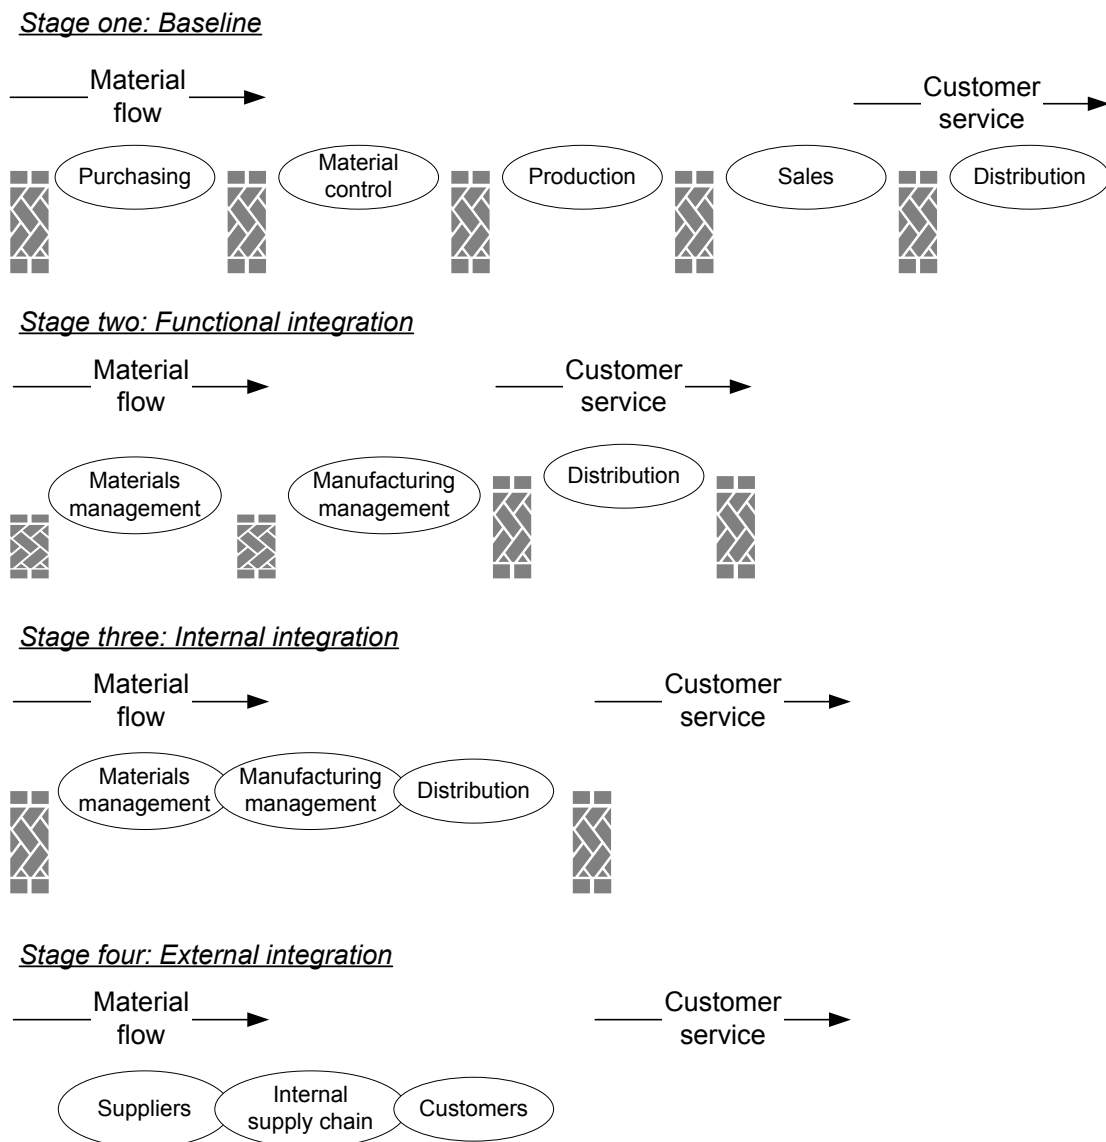 Stage one: Baseline
Material
flow
Customer
service
Purchasing
Material
control
Production
Sales
Distribution
Stage two: Functional integration
Material
flow
Customer
service
Materials
management
Manufacturing
management
Distribution
Stage three: Internal integration
Material
flow
Customer
service
Materials
management
Manufacturing
management
Distribution
Stage four: External integration
Material
flow
Customer
service
Suppliers
Internal
supply chain
Customers